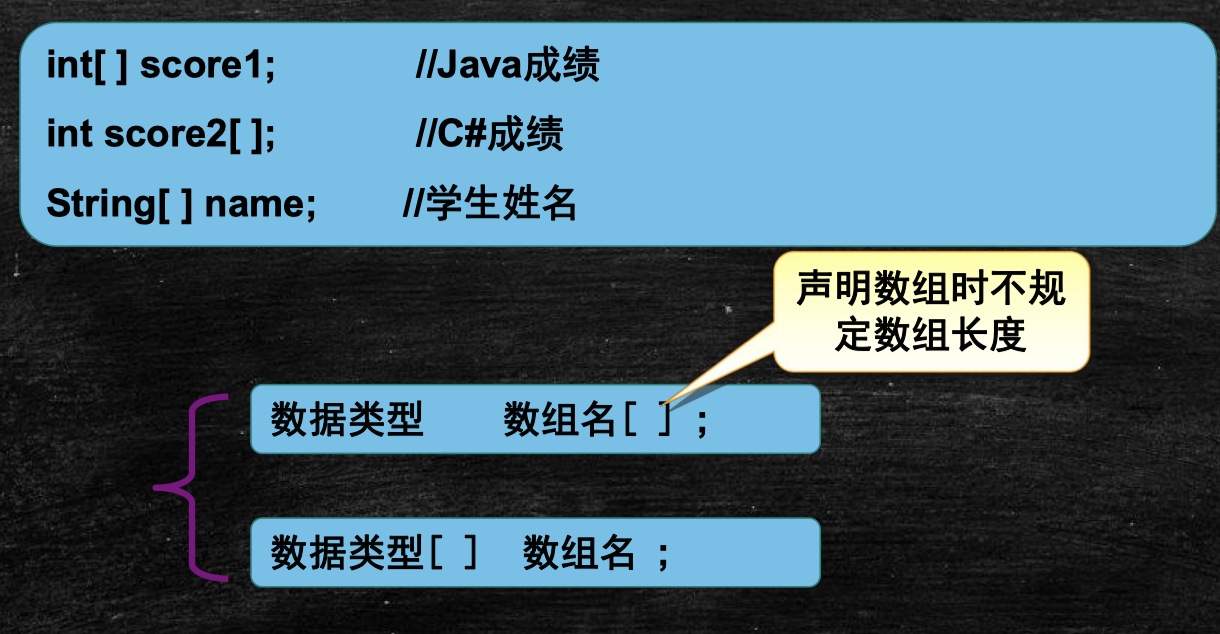 int[ ] score1; //Java成绩
int score2[ ]; //C#成绩
String[ ] name; //学生姓名
声明数组时不规
定数组长度
数据类型 数组名[ ] ;
数据类型[ ] 数组名 ;